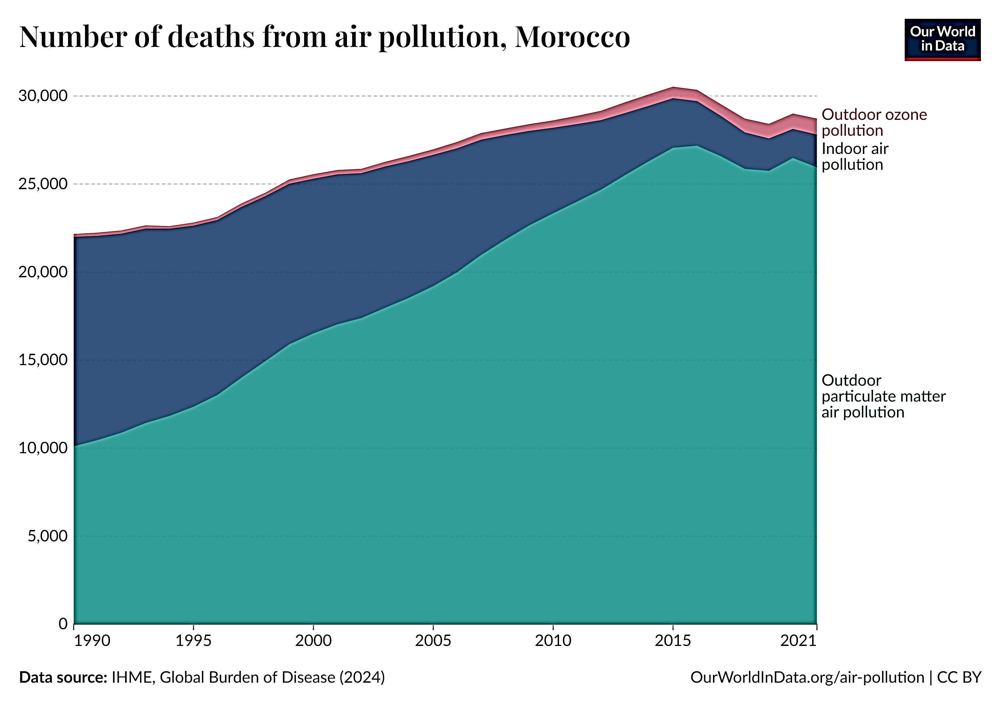 Number of deaths from air pollution, Morocco
Our World
in Data
30,000
25,000
20,000
15,000
10,000
5,000
0
Outdoor ozone
pollution
Indoor air
pollution
Outdoor
particulate matter
air pollution
1990 1995 2000 2005 2010 2015 2021
Data source: IHME, Global Burden of Disease (2024)
OurWorldInData.org/air-pollution | CC BY